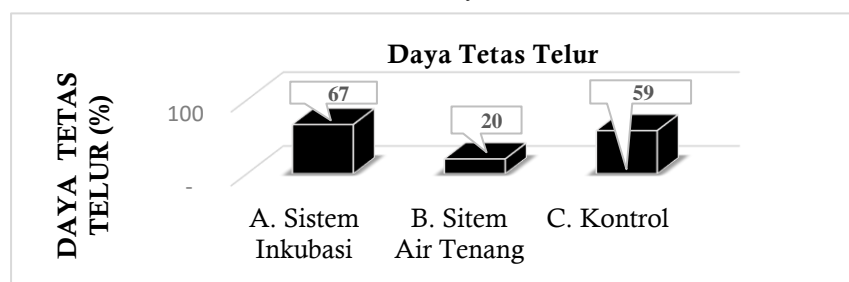 Daya Tetas Telur
DAYA TETAS
TELUR (%)
100
-
67
20
59
A. Sistem
Inkubasi
B. Sitem
Air Tenang
C. Kontrol